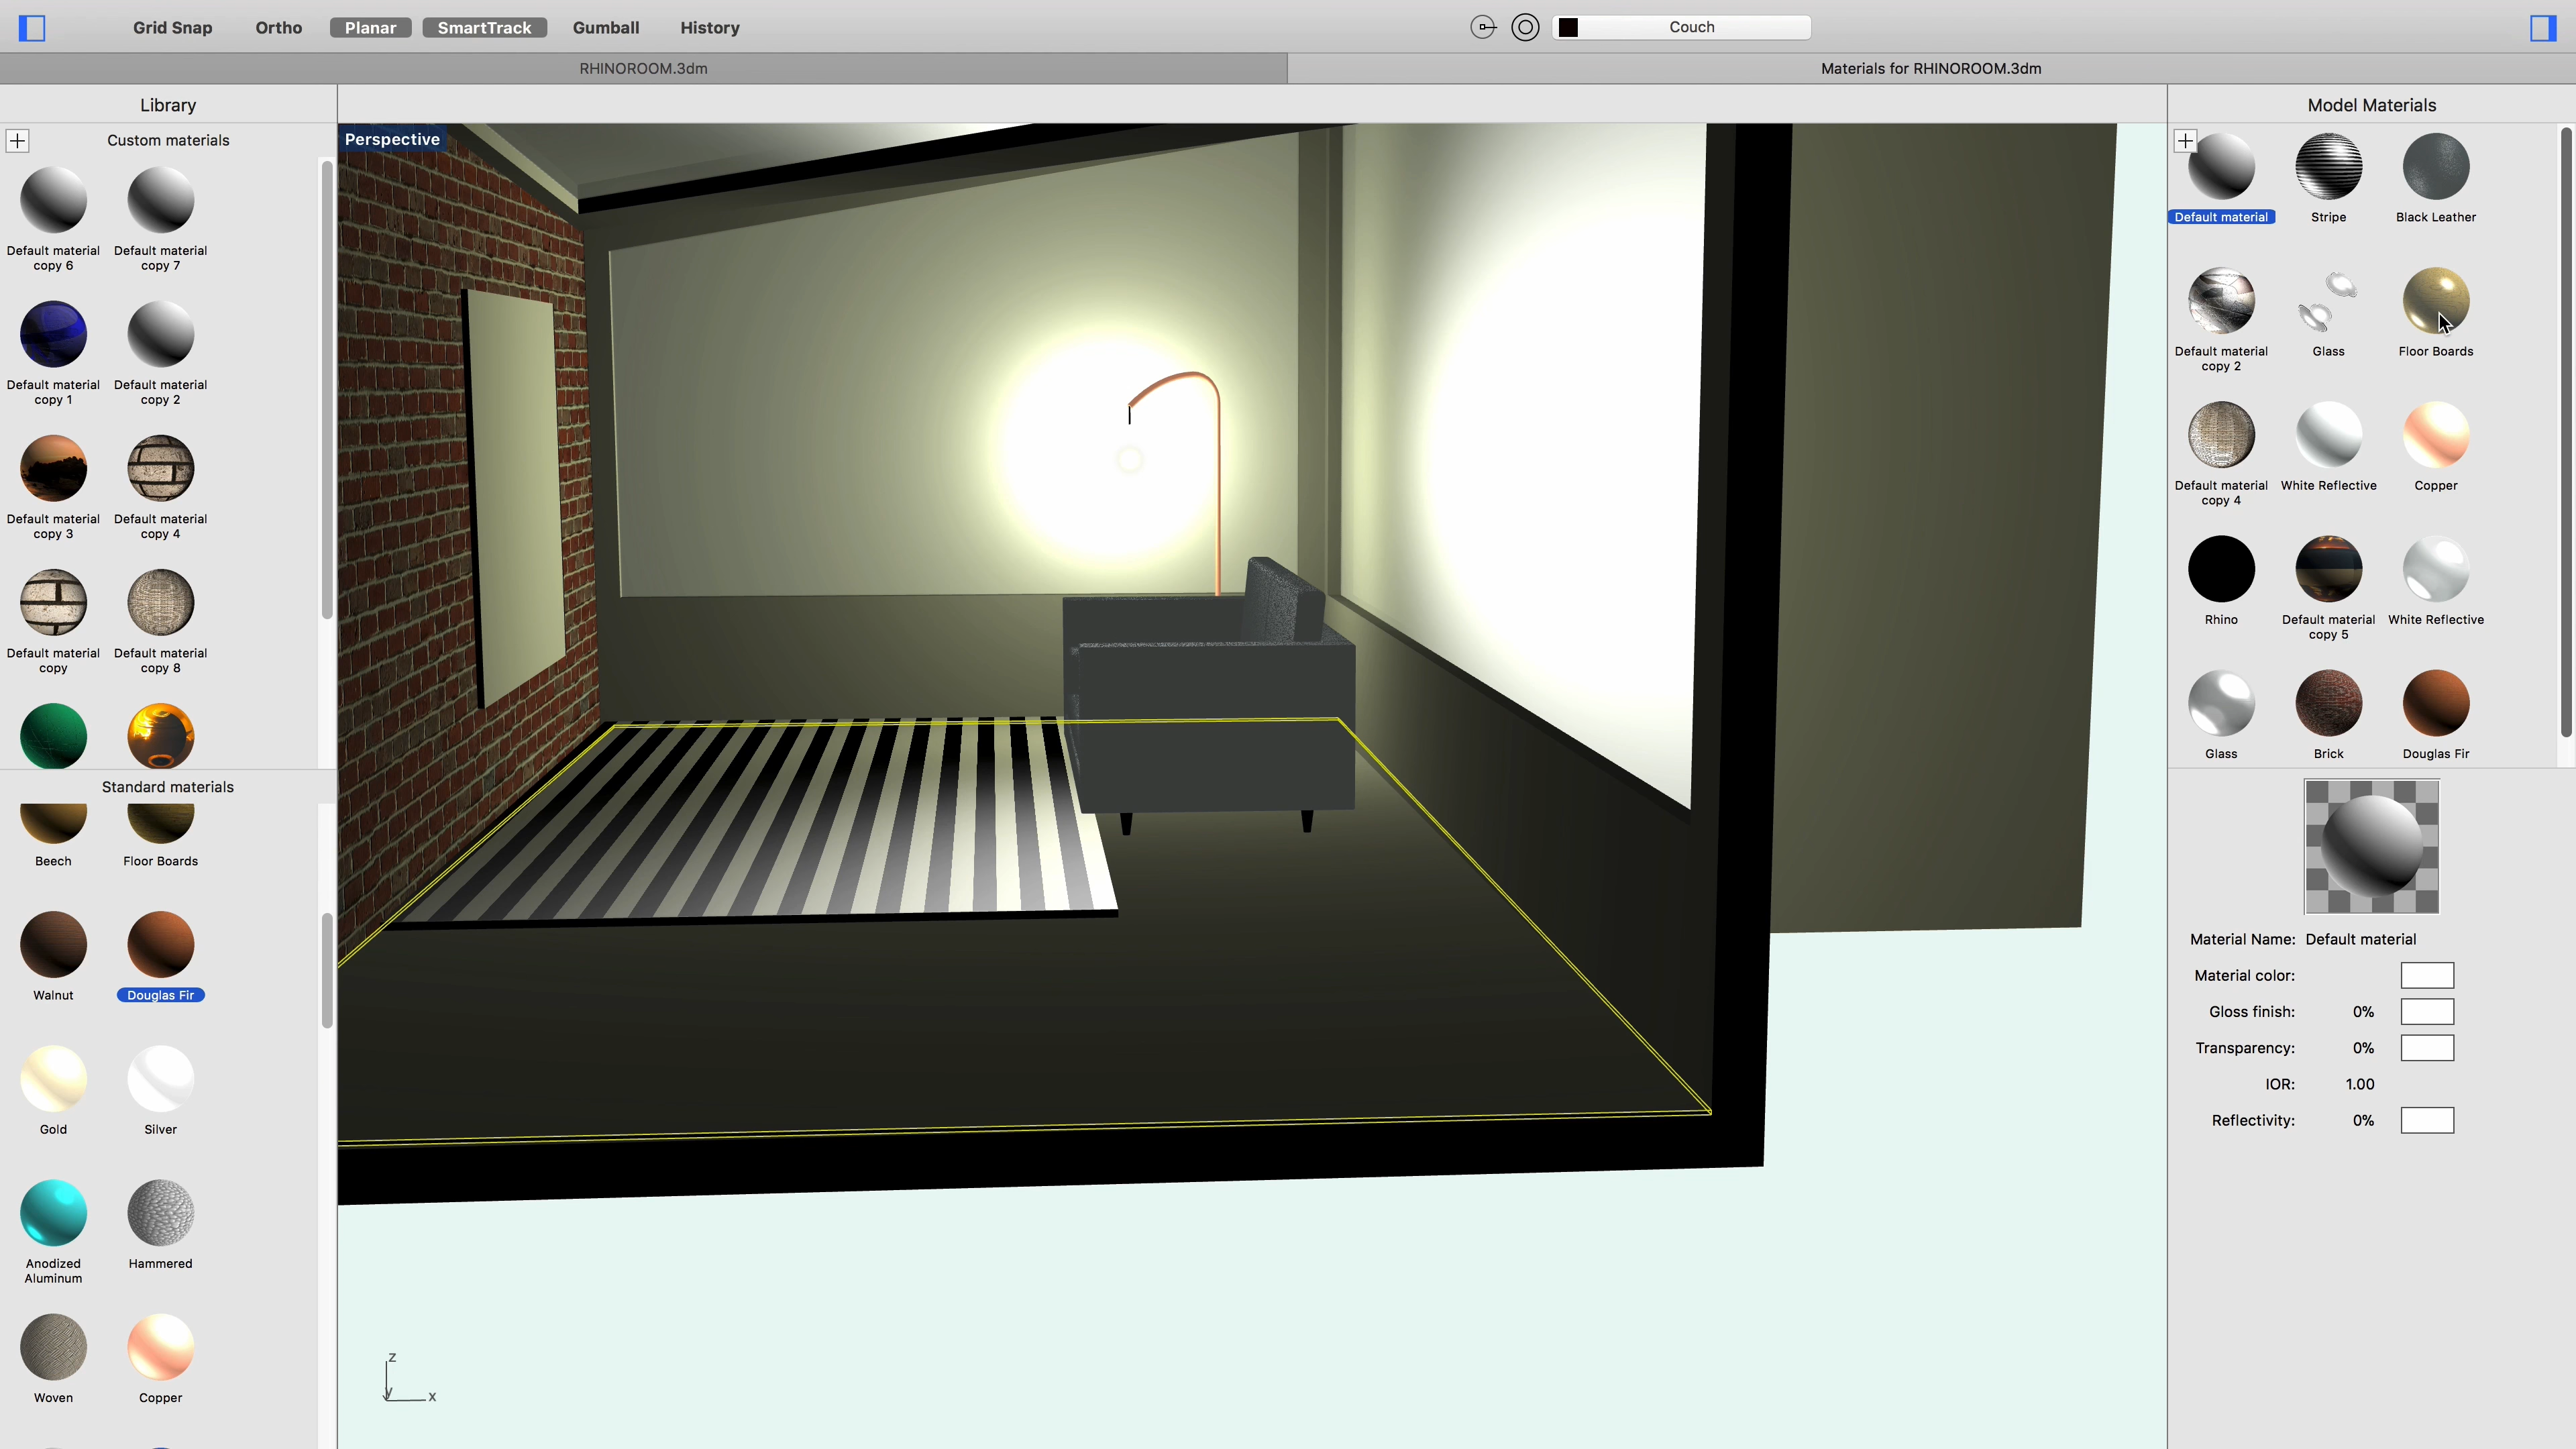 Grid Snap Ortho Planar SmartTrack Gumball History Couch
RHINOROOM.3dm Materials for RHINOROOM.3dm
Library
Custom materials
Default material copy 6
Default material copy 7
Default material copy 1
Default material copy 2
Default material copy 3
Default material copy 4
Default material copy
Default material copy 8
Standard materials
Beech Floor Boards
Walnut Douglas Fir
Gold Silver
Anodized Aluminum
Hammered
Woven Copper
Perspective
z
y x
Model Materials
Default material Stripe Black Leather
Default material copy 2
Glass Floor Boards
Default material copy 4
White Reflective Copper
Rhino
Default material copy 5
White Reflective
Glass Brick Douglas Fir
Material Name: Default material
Material color:
Gloss finish: 0%
Transparency: 0%
IOR: 1.00
Reflectivity: 0%